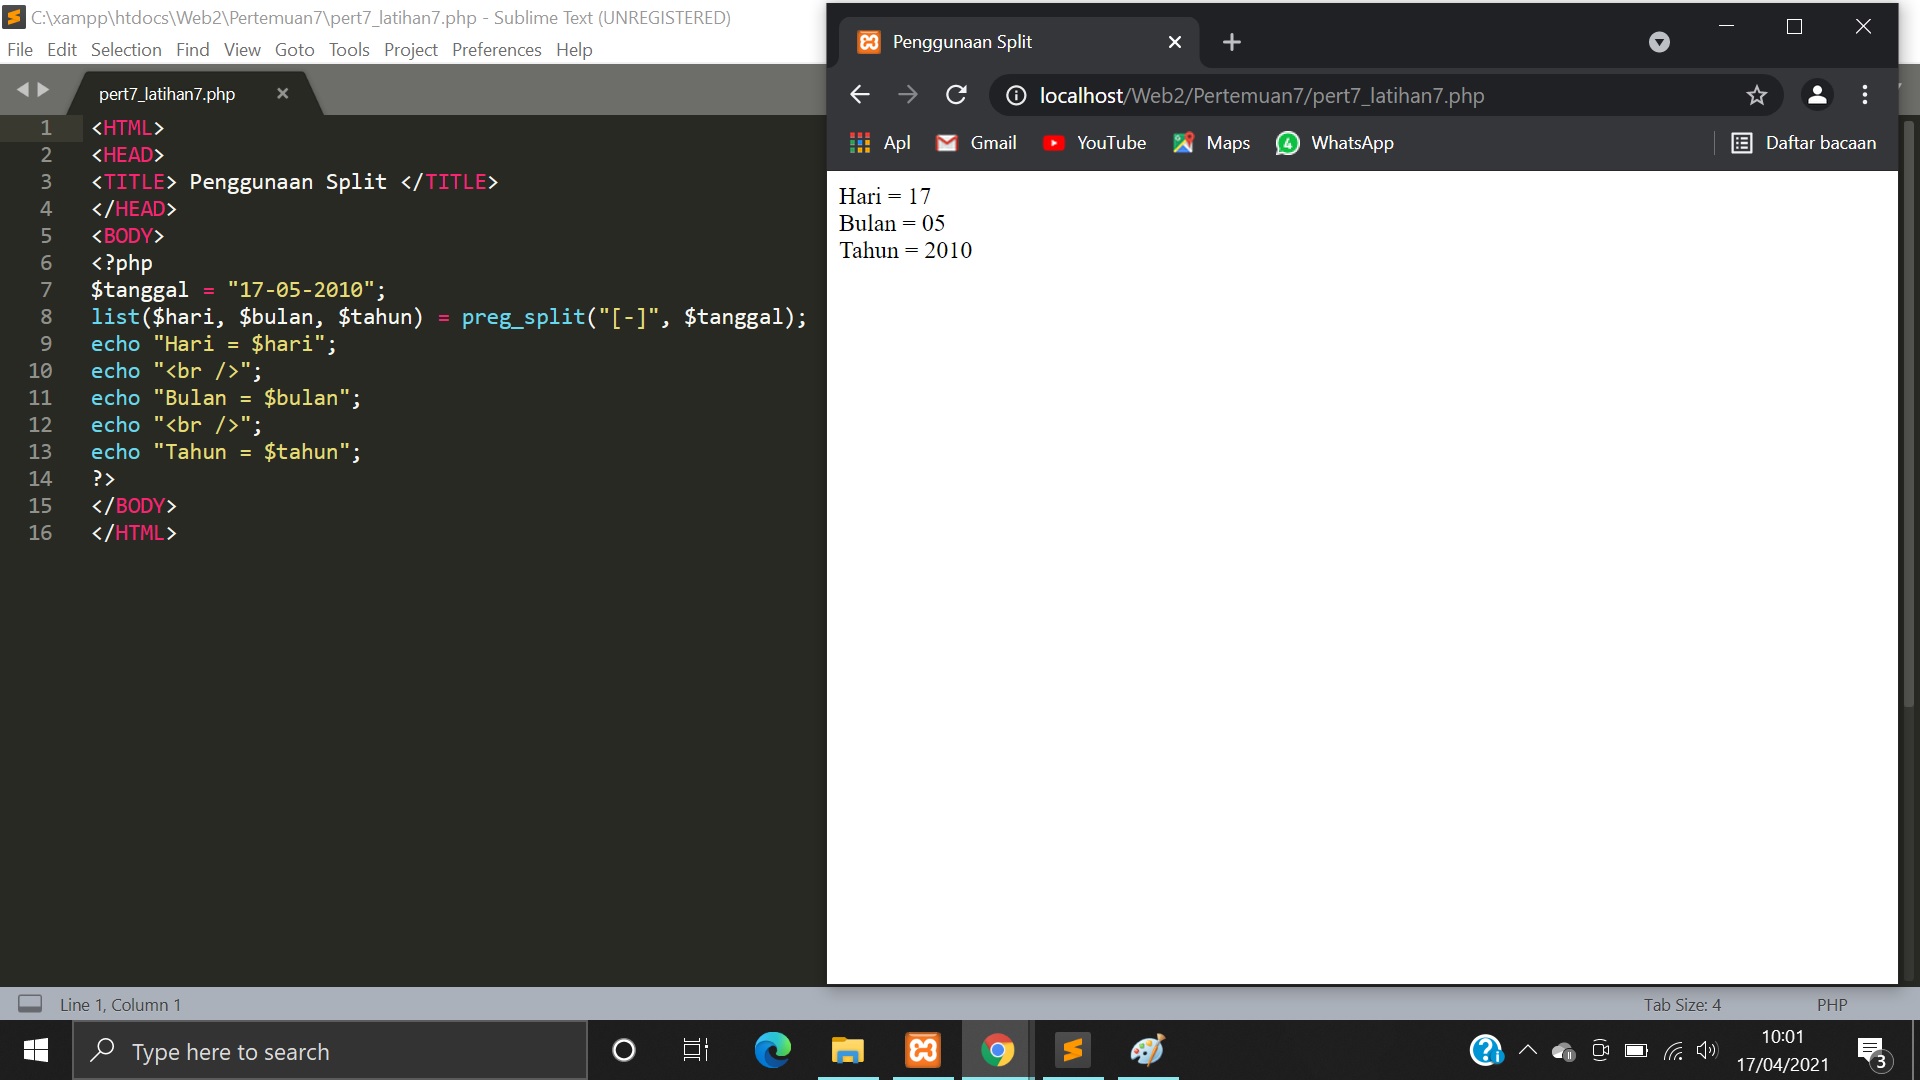 C:\xampp\htdocs\Web2\Pertemuan7\pert7_latihan7.php - Sublime Text (UNREGISTERED)
File Edit Selection Find View Goto Tools Project Preferences Help
pert7_latihan7.php
1 <HTML>
2 <HEAD>
3 <TITLE> Penggunaan Split </TITLE>
4 </HEAD>
5 <BODY>
6 <?php
7 $tanggal = "17-05-2010";
8 list($hari, $bulan, $tahun) = preg_split("[-]", $tanggal);
9 echo "Hari = $hari";
10 echo "<br />";
11 echo "Bulan = $bulan";
12 echo "<br />";
13 echo "Tahun = $tahun";
14 ?>
15 </BODY>
16 </HTML>
Line 1, Column 1
Tab Size: 4
PHP
Penggunaan Split
localhost/Web2/Pertemuan7/pert7_latihan7.php
Apl Gmail YouTube Maps 4 WhatsApp Daftar bacaan
Hari = 17
Bulan = 05
Tahun = 2010
Type here to search
10:01
17/04/2021
3